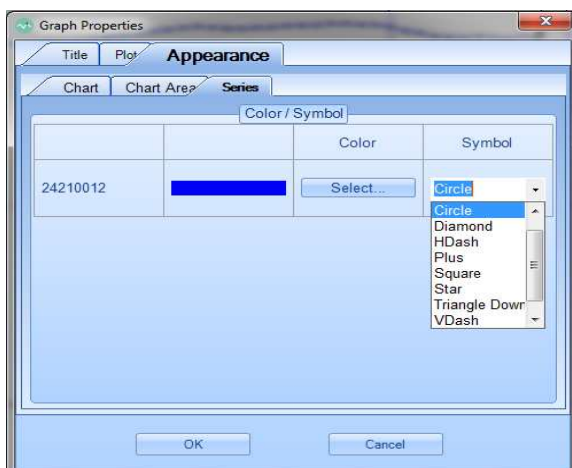 Graph Properties
Title Plot Appearance
Chart Chart Area Series
Color / Symbol
Color Symbol
24210012 Select... Circle
Circle
Diamond
HDash
Plus
Square
Star
Triangle Down
VDash
OK Cancel